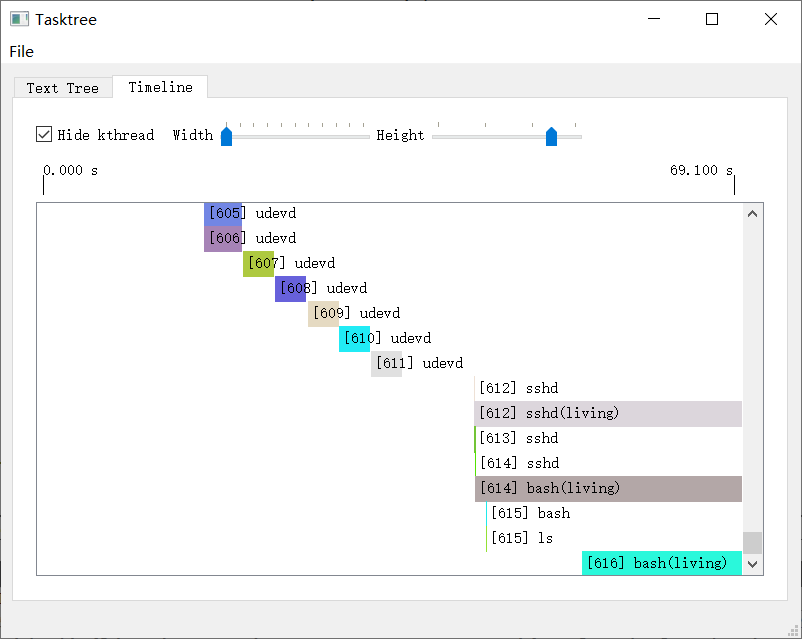 Tasktree
File
Text Tree Timeline
Hide kthread Width Height
0.000 s 69.100 s
[605] udevd
[606] udevd
[607] udevd
[608] udevd
[609] udevd
[610] udevd
[611] udevd
[612] sshd
[612] sshd(living)
[613] sshd
[614] sshd
[614] bash(living)
[615] bash
[615] ls
[616] bash(living)